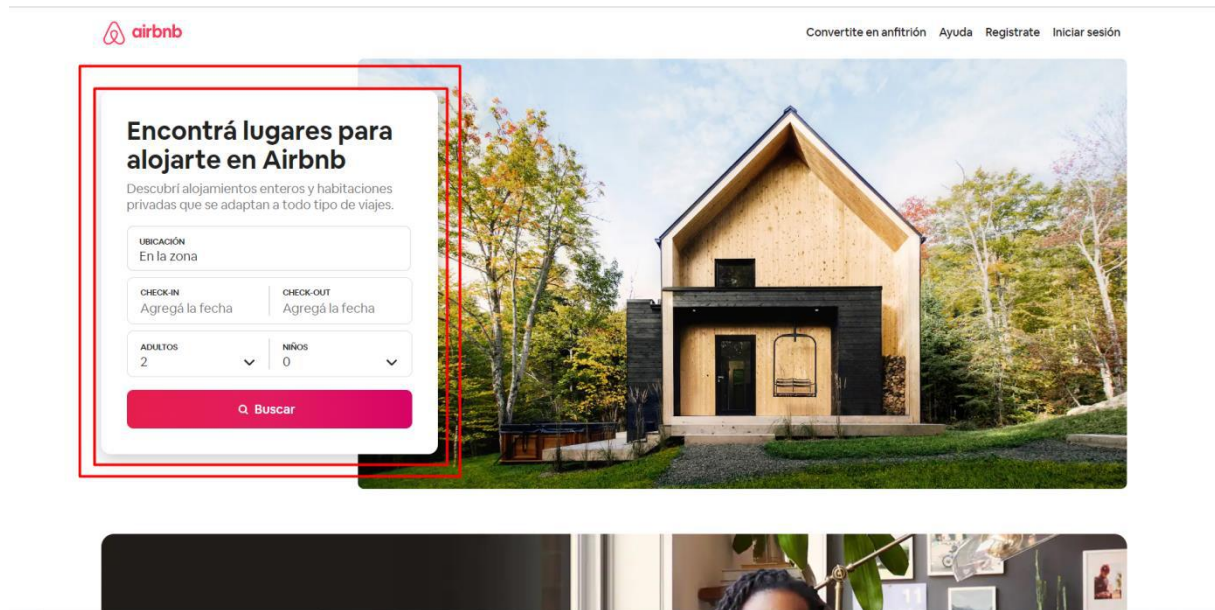 airbnb
Convertite en anfitrión Ayuda Registrate Iniciar sesión
Encontrá lugares para
alojarte en Airbnb
Descubrí alojamientos enteros y habitaciones
privadas que se adaptan a todo tipo de viajes.
UBICACIÓN
En la zona
CHECK-IN CHECK-OUT
Agregá la fecha Agregá la fecha
ADULTOS NIÑOS
2 0
Buscar